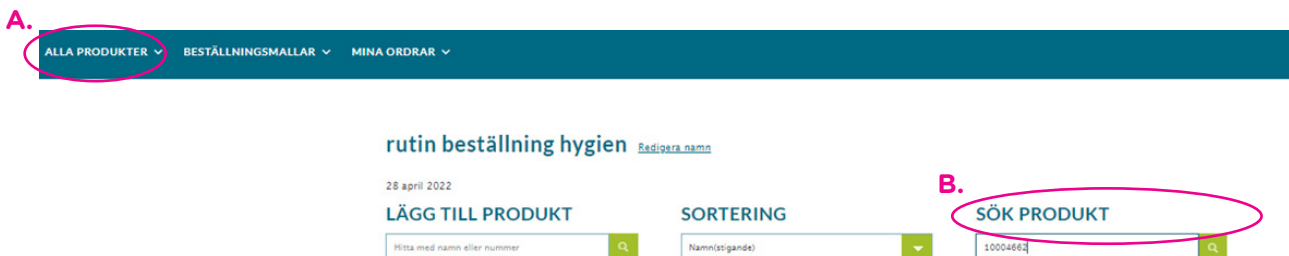 A.
ALLA PRODUKTER BESTÄLLNINGSMALLAR MINA ORDRAR
rutin beställning hygien Redigera namn
28 april 2022
B.
LÄGG TILL PRODUKT SORTERING SÖK PRODUKT
Hitta med namn eller nummer Namn(stigande) 10004662